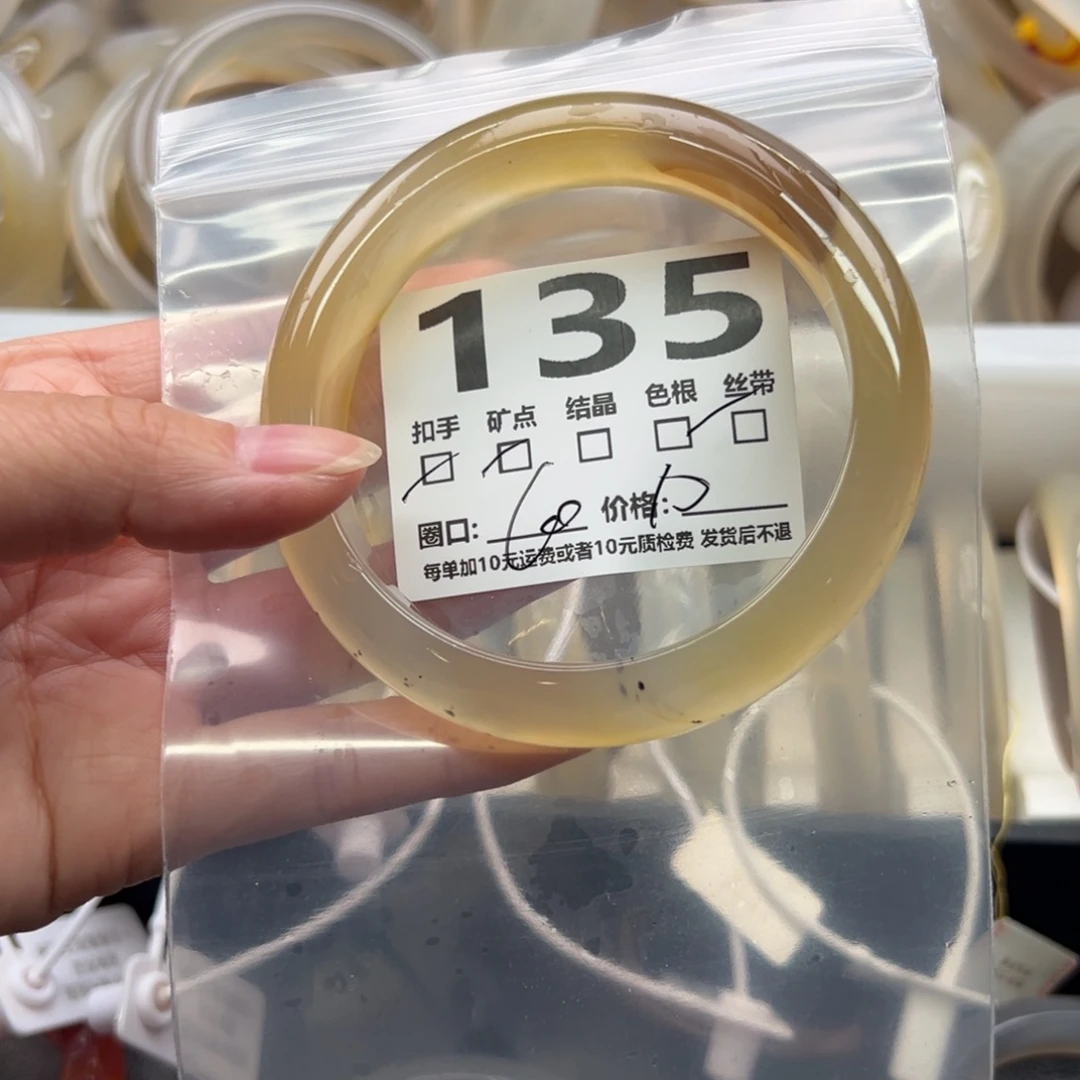 135
扣手 矿点 结晶 色根 丝带
圈口: 价格:
每单加10元运费或者10元质检费 发货后不退